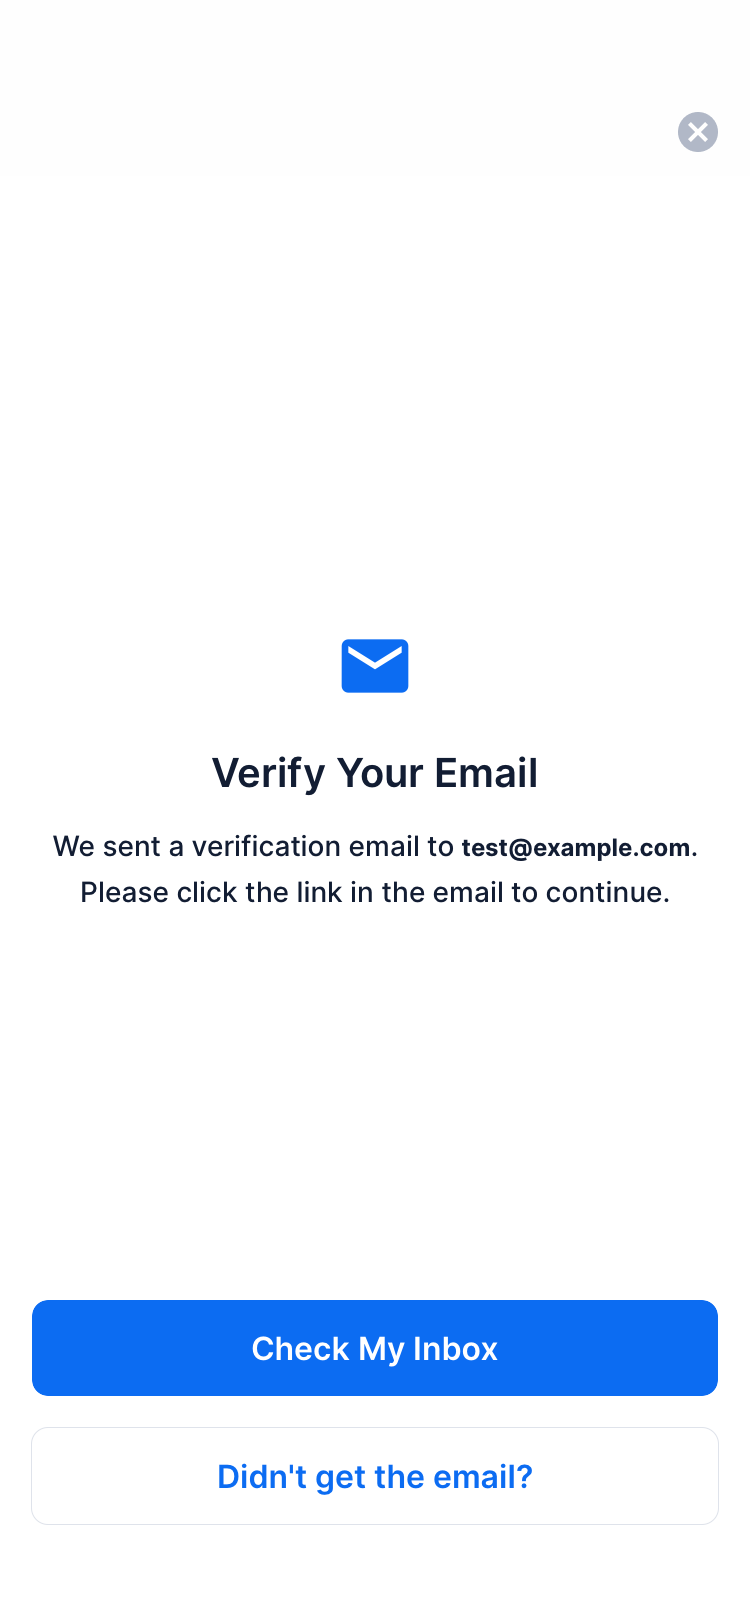 Verify Your Email
We sent a verification email to test@example.com.
Please click the link in the email to continue.
Check My Inbox
Didn't get the email?